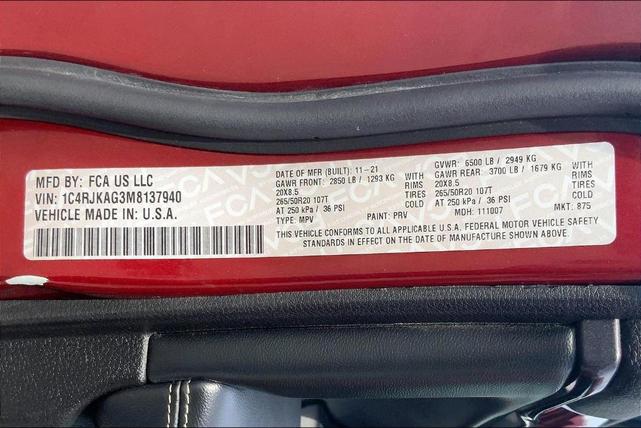 MFD BY: FCA US LLC
VIN: 1C4RJKAG3M8137940
VEHICLE MADE IN U.S.A.
DATE OF MFR (BUILT): 11-21
GAWR FRONT: 2850 LB / 1293 KG WITH
20X8.5 RIMS
265/50R20 107T TIRES
AT 250 kPa / 36 PSI COLD
TYPE: MPV
PAINT: PRV
GVWR: 6500 LB / 2949 KG
GAWR REAR: 3700 LB / 1679 KG WITH
20X8.5 RIMS
265/50R20 107T TIRES
AT 250 kPa / 36 PSI COLD
MDH: 111007
MKT: 875
THIS VEHICLE CONFORMS TO ALL APPLICABLE U.S.A. FEDERAL MOTOR VEHICLE SAFETY
STANDARDS IN EFFECT ON THE DATE OF MANUFACTURE SHOWN ABOVE.